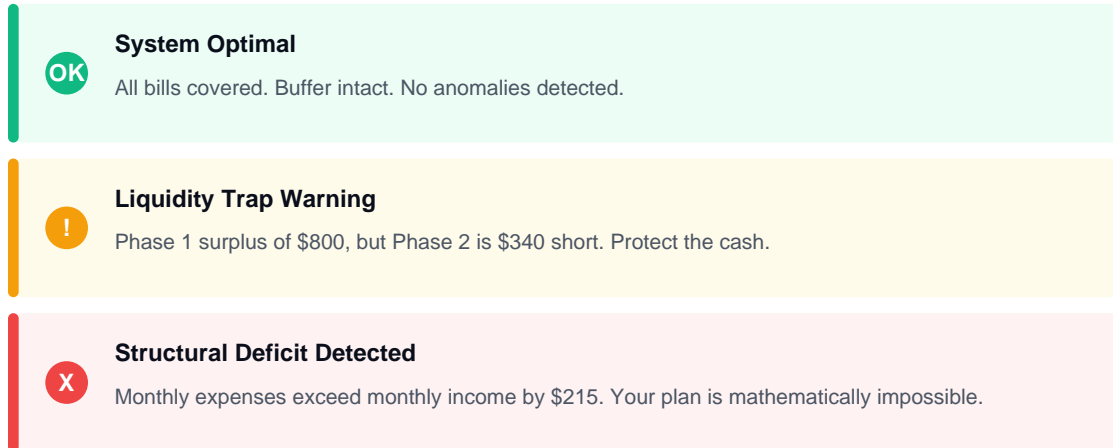 System Optimal
OK
All bills covered. Buffer intact. No anomalies detected.
Liquidity Trap Warning
!
Phase 1 surplus of $800, but Phase 2 is $340 short. Protect the cash.
Structural Deficit Detected
X
Monthly expenses exceed monthly income by $215. Your plan is mathematically impossible.